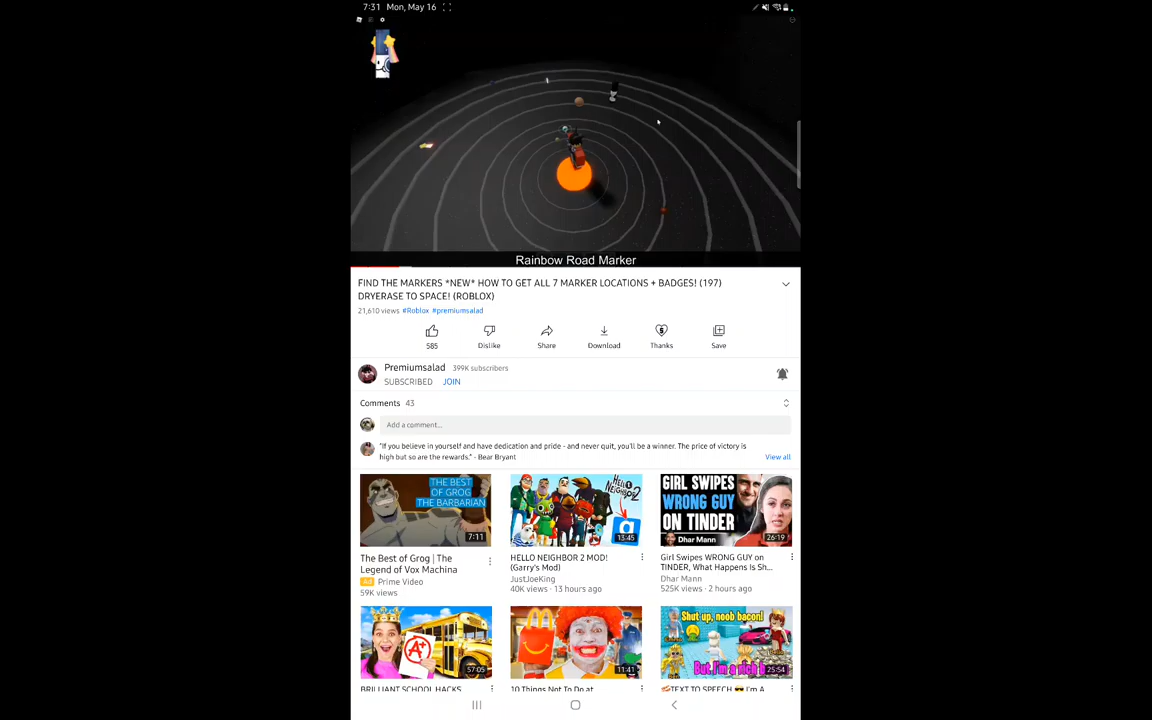 7:31 Mon, May 16
Rainbow Road Marker
FIND THE MARKERS *NEW* HOW TO GET ALL 7 MARKER LOCATIONS + BADGES! (197)
DRYERASE TO SPACE! (ROBLOX)
21,610 views #Roblox #premiumsalad
585 Dislike Share Download Thanks Save
Premiumsalad 399K subscribers
SUBSCRIBED JOIN
Comments 43
Add a comment...
"If you believe in yourself and have dedication and pride - and never quit, you'll be a winner. The price of victory is
high but so are the rewards." - Bear Bryant
View all
THE BEST
OF GROG
THE BARBARIAN
7:11
The Best of Grog | The
Legend of Vox Machina
Ad Prime Video
59K views
HELLO NEIGHBOR 2
13:45
HELLO NEIGHBOR 2 MOD!
(Garry's Mod)
JustJoeKing
40K views · 13 hours ago
GIRL SWIPES
WRONG GUY
ON TINDER
Dhar Mann
26:19
Girl Swipes WRONG GUY on
TINDER, What Happens Is Sh...
Dhar Mann
525K views · 2 hours ago
A+
57:05
BRILLIANT SCHOOL HACKS
11:41
10 Things Not To Do at
Shut up, noob bacon!
But I'm a rich
25:54
TEXT TO SPEECH 😎 I'm A